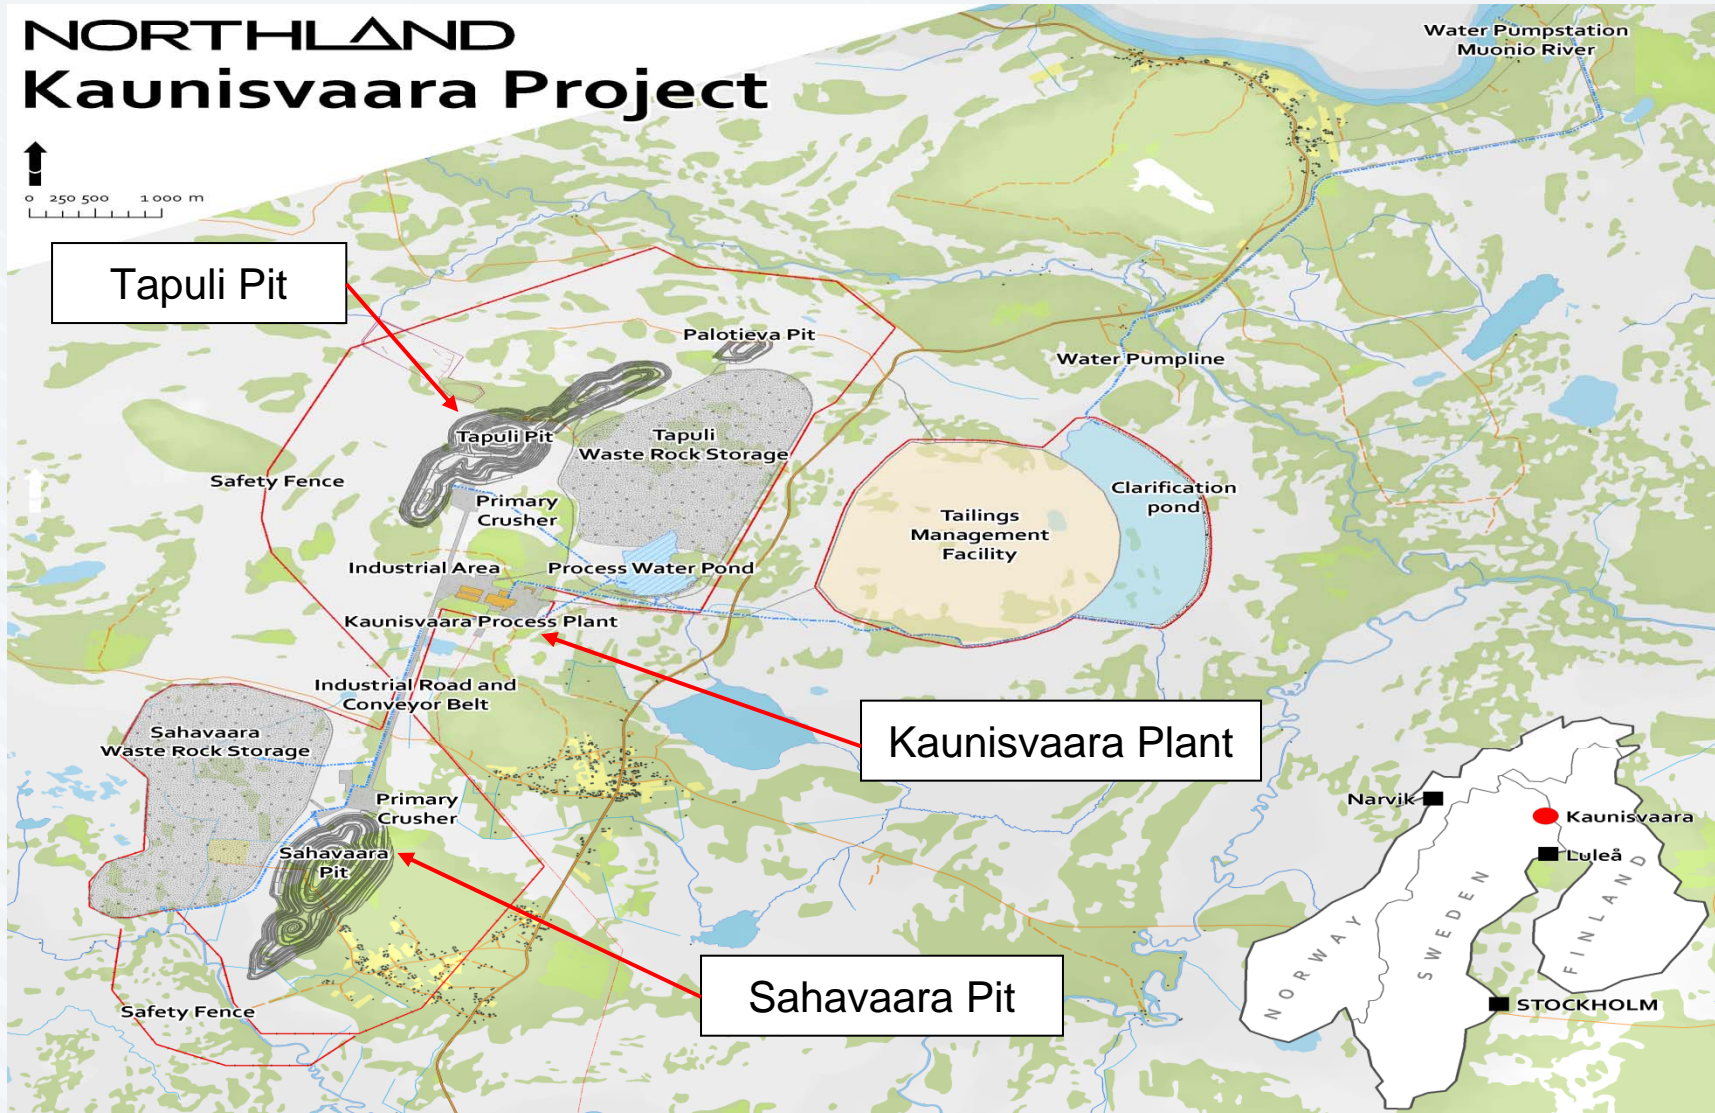 NORTHLAND
Kaunisvaara Project
0 250 500 1000 m
Water Pumpstation
Muonio River
Tapuli Pit
Palotieva Pit
Water Pumpline
Tapuli Pit
Tapuli
Waste Rock Storage
Safety Fence
Primary
Crusher
Clarification
pond
Tailings
Management
Facility
Industrial Area
Process Water Pond
Kaunisvaara Process Plant
Industrial Road and
Conveyor Belt
Kaunisvaara Plant
Sahavaara
Waste Rock Storage
Primary
Crusher
Sahavaara
Pit
Sahavaara Pit
Safety Fence
Narvik
Kaunisvaara
Luleå
NORWAY
SWEDEN
FINLAND
STOCKHOLM